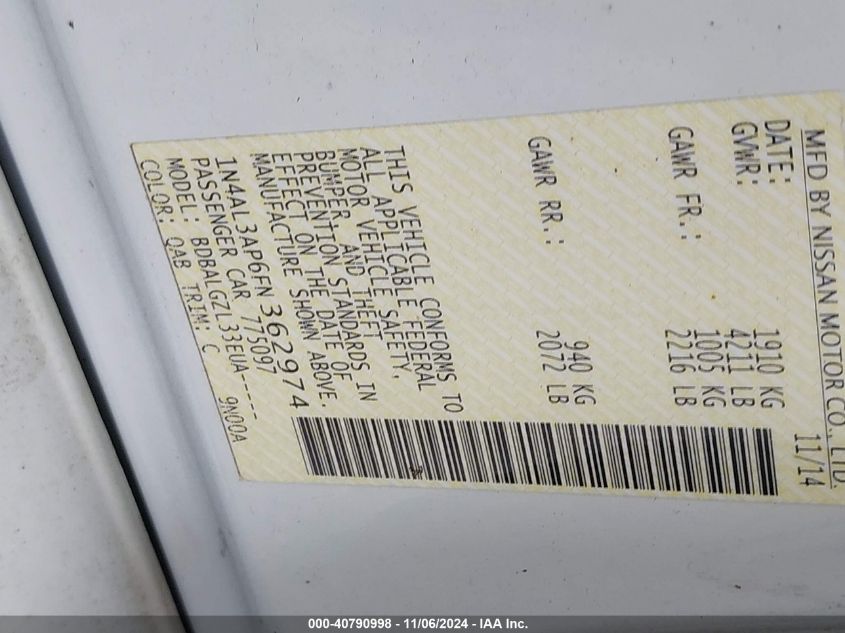 MFD BY NISSAN MOTOR CO., LTD.
DATE: 11/14
GVWR: 1910 KG
4211 LB
GAWR FR.: 1005 KG
2216 LB
GAWR RR.: 940 KG
2072 LB
THIS VEHICLE CONFORMS TO
ALL APPLICABLE FEDERAL
MOTOR VEHICLE SAFETY,
BUMPER AND THEFT
PREVENTION STANDARDS IN
EFFECT ON THE DATE OF
MANUFACTURE SHOWN ABOVE.
1N4AL3AP6FN362974
PASSENGER CAR 775097
MODEL: BDBALGZL33EUA-----
COLOR: QAB TRIM: C 9N00A
000-40790998 - 11/06/2024 - IAA Inc.